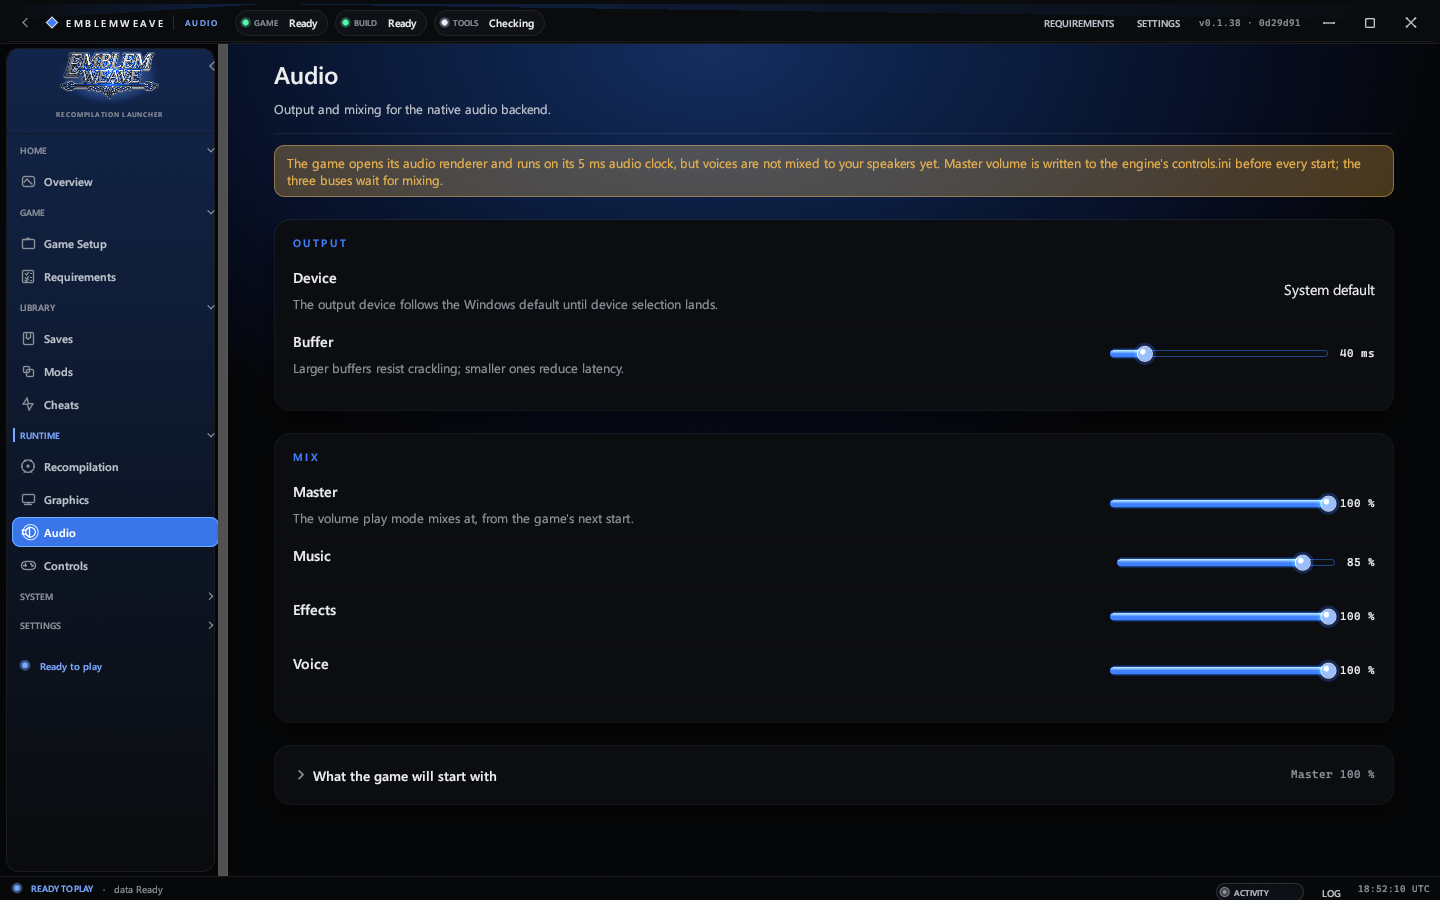 EMBLEMWEAVE
AUDIO
GAME Ready
BUILD Ready
TOOLS Checking
REQUIREMENTS
SETTINGS
v0.1.38 · 0d29d91
EMBLEM
WEAVE
RECOMPILATION LAUNCHER
HOME
Overview
GAME
Game Setup
Requirements
LIBRARY
Saves
Mods
Cheats
RUNTIME
Recompilation
Graphics
Audio
Controls
SYSTEM
SETTINGS
Ready to play
Audio
Output and mixing for the native audio backend.
The game opens its audio renderer and runs on its 5 ms audio clock, but voices are not mixed to your speakers yet. Master volume is written to the engine's controls.ini before every start; the
three buses wait for mixing.
OUTPUT
Device
The output device follows the Windows default until device selection lands.
System default
Buffer
Larger buffers resist crackling; smaller ones reduce latency.
40 ms
MIX
Master
The volume play mode mixes at, from the game's next start.
100 %
Music
85 %
Effects
100 %
Voice
100 %
What the game will start with
Master 100 %
READY TO PLAY · data Ready
ACTIVITY
LOG
18:52:10 UTC